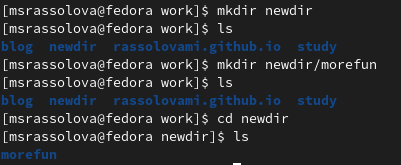 [msrassolova@fedora work]$ mkdir newdir
[msrassolova@fedora work]$ ls
blog newdir rassolovami.github.io study
[msrassolova@fedora work]$ mkdir newdir/morefun
[msrassolova@fedora work]$ ls
blog newdir rassolovami.github.io study
[msrassolova@fedora work]$ cd newdir
[msrassolova@fedora newdir]$ ls
morefun